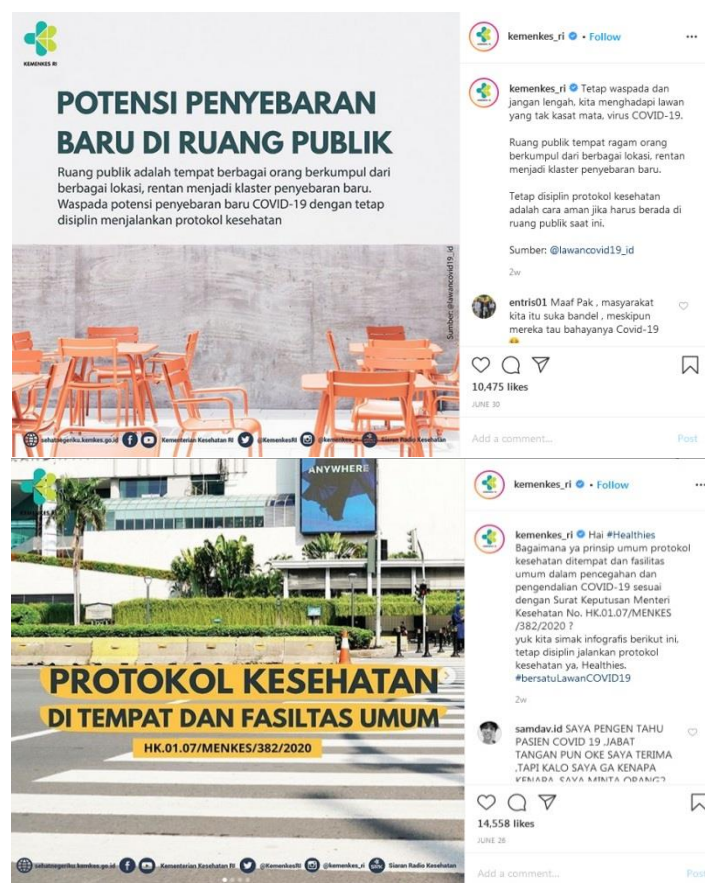 KEMENKES RI
POTENSI PENYEBARAN
BARU DI RUANG PUBLIK
Ruang publik adalah tempat berbagai orang berkumpul dari
berbagai lokasi, rentan menjadi klaster penyebaran baru.
Waspada potensi penyebaran baru COVID-19 dengan tetap
disiplin menjalankan protokol kesehatan
Sumber: @lawancovid19_id
sehatnegeriku.kemkes.go.id
Kementerian Kesehatan RI
@KemenkesRI
@kemenkes_ri
Siaran Radio Kesehatan
kemenkes_ri • Follow
kemenkes_ri Tetap waspada dan
jangan lengah, kita menghadapi lawan
yang tak kasat mata, virus COVID-19.
Ruang publik tempat ragam orang
berkumpul dari berbagai lokasi, rentan
menjadi klaster penyebaran baru.
Tetap disiplin protokol kesehatan
adalah cara aman jika harus berada di
ruang publik saat ini.
Sumber: @lawancovid19_id
2w
entris01 Maaf Pak , masyarakat
kita itu suka bandel , meskipun
mereka tau bahayanya Covid-19
10,475 likes
JUNE 30
Add a comment...
Post
KEMENKES RI
ANYWHERE
PROTOKOL KESEHATAN
DI TEMPAT DAN FASILTAS UMUM
HK.01.07/MENKES/382/2020
sehatnegeriku.kemkes.go.id
Kementerian Kesehatan RI
@KemenkesRI
@kemenkes_ri
Siaran Radio Kesehatan
kemenkes_ri • Follow
kemenkes_ri Hai #Healthies
Bagaimana ya prinsip umum protokol
kesehatan ditempat dan fasilitas
umum dalam pencegahan dan
pengendalian COVID-19 sesuai
dengan Surat Keputusan Menteri
Kesehatan No. HK.01.07/MENKES
/382/2020 ?
yuk kita simak infografis berikut ini,
tetap disiplin jalankan protokol
kesehatan ya, Healthies.
#bersatuLawanCOVID19
2w
samdav.id SAYA PENGEN TAHU
PASIEN COVID 19 ,JABAT
TANGAN PUN OKE SAYA TERIMA
,TAPI KALO SAYA GA KENAPA
KENAPA, SAYA MINTA ORANG2
14,558 likes
JUNE 26
Add a comment...
Post